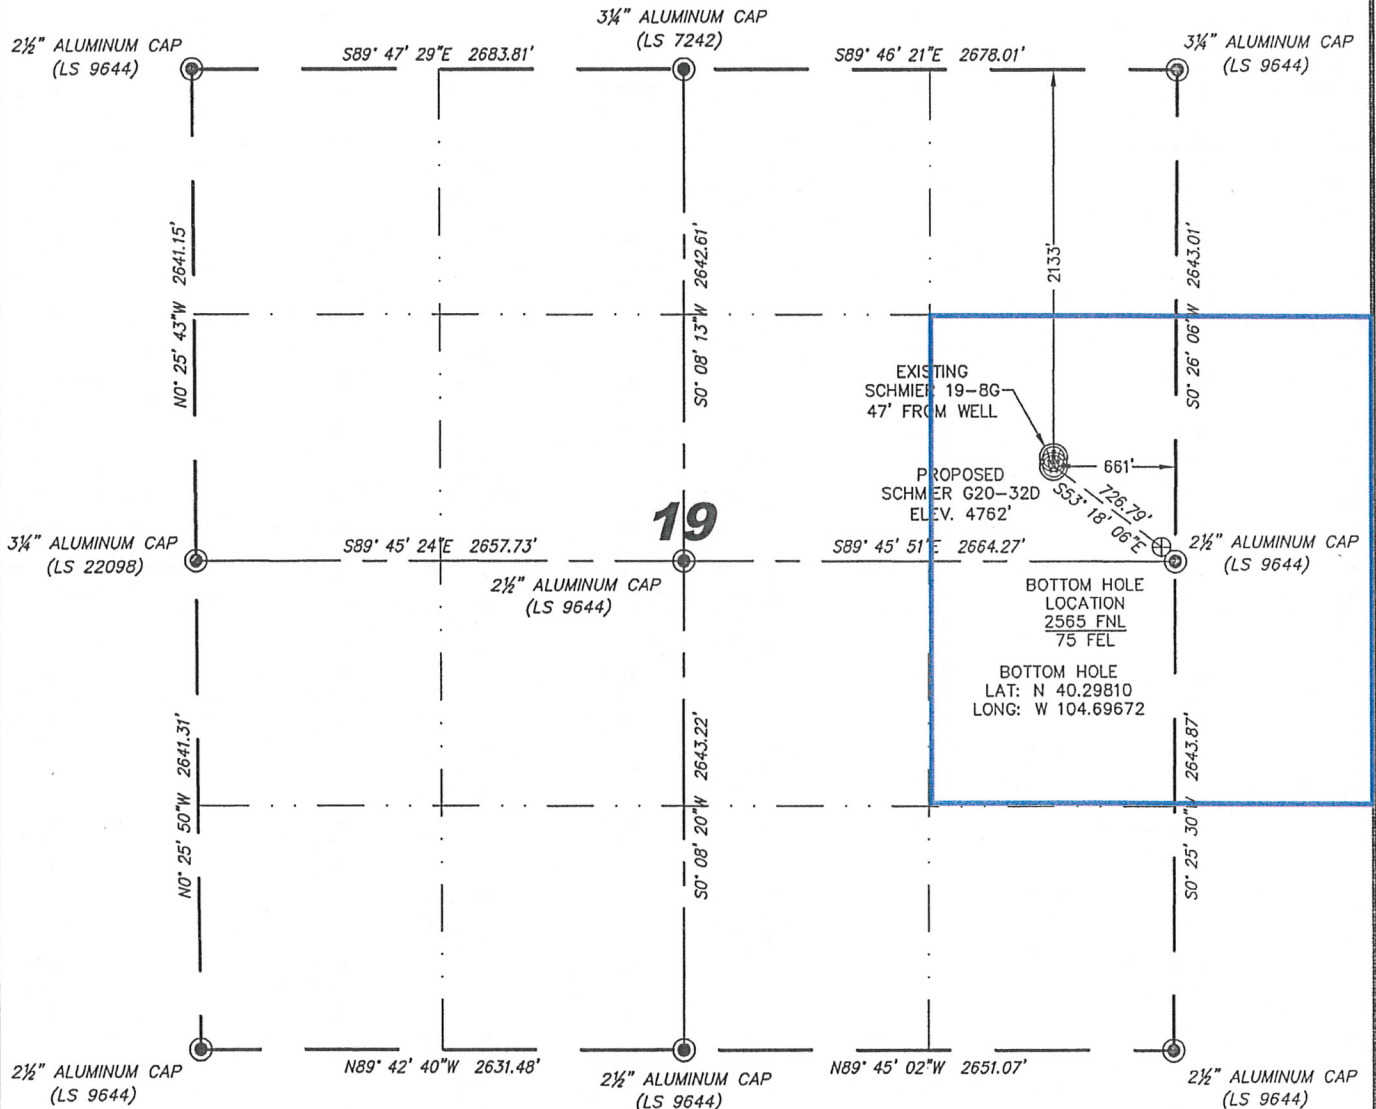 3¼" ALUMINUM CAP
(LS 7242)
2½" ALUMINUM CAP
(LS 9644)
S89° 47' 29"E 2683.81'
S89° 46' 21"E 2678.01'
3¼" ALUMINUM CAP
(LS 9644)
N0° 25' 43"W 2641.15'
S0° 08' 13"W 2642.61'
2133'
S0° 26' 06"W 2643.01'
EXISTING
SCHMIER 19-8G
47' FROM WELL
661'
PROPOSED
SCHMIER G20-32D
ELEV. 4762'
726.79'
S53° 18' 06"E
19
3¼" ALUMINUM CAP
(LS 22098)
S89° 45' 24"E 2657.73'
S89° 45' 51"E 2664.27'
2½" ALUMINUM CAP
(LS 9644)
2½" ALUMINUM CAP
(LS 9644)
BOTTOM HOLE
LOCATION
2565 FNL
75 FEL
BOTTOM HOLE
LAT: N 40.29810
LONG: W 104.69672
N0° 25' 50"W 2641.31'
S0° 08' 20"W 2643.22'
S0° 25' 30"W 2643.87'
2½" ALUMINUM CAP
(LS 9644)
N89° 42' 40"W 2631.48'
2½" ALUMINUM CAP
(LS 9644)
N89° 45' 02"W 2651.07'
2½" ALUMINUM CAP
(LS 9644)